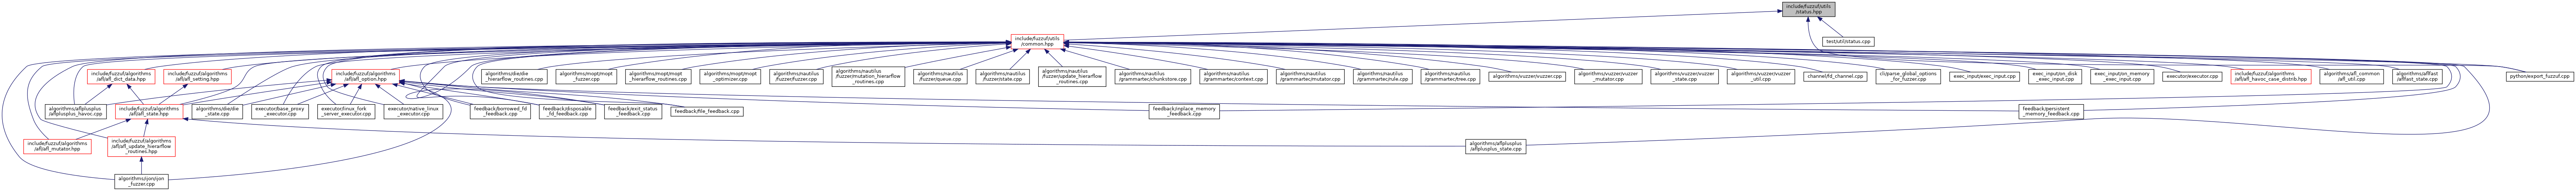 include/fuzzuf/utils
/status.hpp
include/fuzzuf/utils
/common.hpp
test/util/status.cpp
include/fuzzuf/algorithms
/afl/afl_dict_data.hpp
include/fuzzuf/algorithms
/afl/afl_setting.hpp
include/fuzzuf/algorithms
/afl/afl_option.hpp
algorithms/die/die
_hierarflow_routines.cpp
algorithms/mopt/mopt
_fuzzer.cpp
algorithms/mopt/mopt
_hierarflow_routines.cpp
algorithms/mopt/mopt
_optimizer.cpp
algorithms/nautilus
/fuzzer/fuzzer.cpp
algorithms/nautilus
/fuzzer/mutation_hierarflow
_routines.cpp
algorithms/nautilus
/fuzzer/queue.cpp
algorithms/nautilus
/fuzzer/state.cpp
algorithms/nautilus
/fuzzer/update_hierarflow
_routines.cpp
algorithms/nautilus
/grammartec/chunkstore.cpp
algorithms/nautilus
/grammartec/context.cpp
algorithms/nautilus
/grammartec/mutator.cpp
algorithms/nautilus
/grammartec/rule.cpp
algorithms/nautilus
/grammartec/tree.cpp
algorithms/vuzzer/vuzzer.cpp
algorithms/vuzzer/vuzzer
_mutator.cpp
algorithms/vuzzer/vuzzer
_state.cpp
algorithms/vuzzer/vuzzer
_util.cpp
channel/fd_channel.cpp
cli/parse_global_options
_for_fuzzer.cpp
exec_input/exec_input.cpp
exec_input/on_disk
_exec_input.cpp
exec_input/on_memory
_exec_input.cpp
executor/executor.cpp
include/fuzzuf/algorithms
/afl/afl_havoc_case_distrib.hpp
algorithms/afl_common
/afl_util.cpp
algorithms/aflfast
/aflfast_state.cpp
python/export_fuzzuf.cpp
algorithms/aflplusplus
/aflplusplus_havoc.cpp
include/fuzzuf/algorithms
/afl/afl_state.hpp
algorithms/die/die
_state.cpp
executor/base_proxy
_executor.cpp
executor/linux_fork
_server_executor.cpp
executor/native_linux
_executor.cpp
feedback/borrowed_fd
_feedback.cpp
feedback/disposable
_fd_feedback.cpp
feedback/exit_status
_feedback.cpp
feedback/file_feedback.cpp
feedback/inplace_memory
_feedback.cpp
feedback/persistent
_memory_feedback.cpp
include/fuzzuf/algorithms
/afl/afl_mutator.hpp
include/fuzzuf/algorithms
/afl/afl_update_hierarflow
_routines.hpp
algorithms/aflplusplus
/aflplusplus_state.cpp
algorithms/ijon/ijon
_fuzzer.cpp